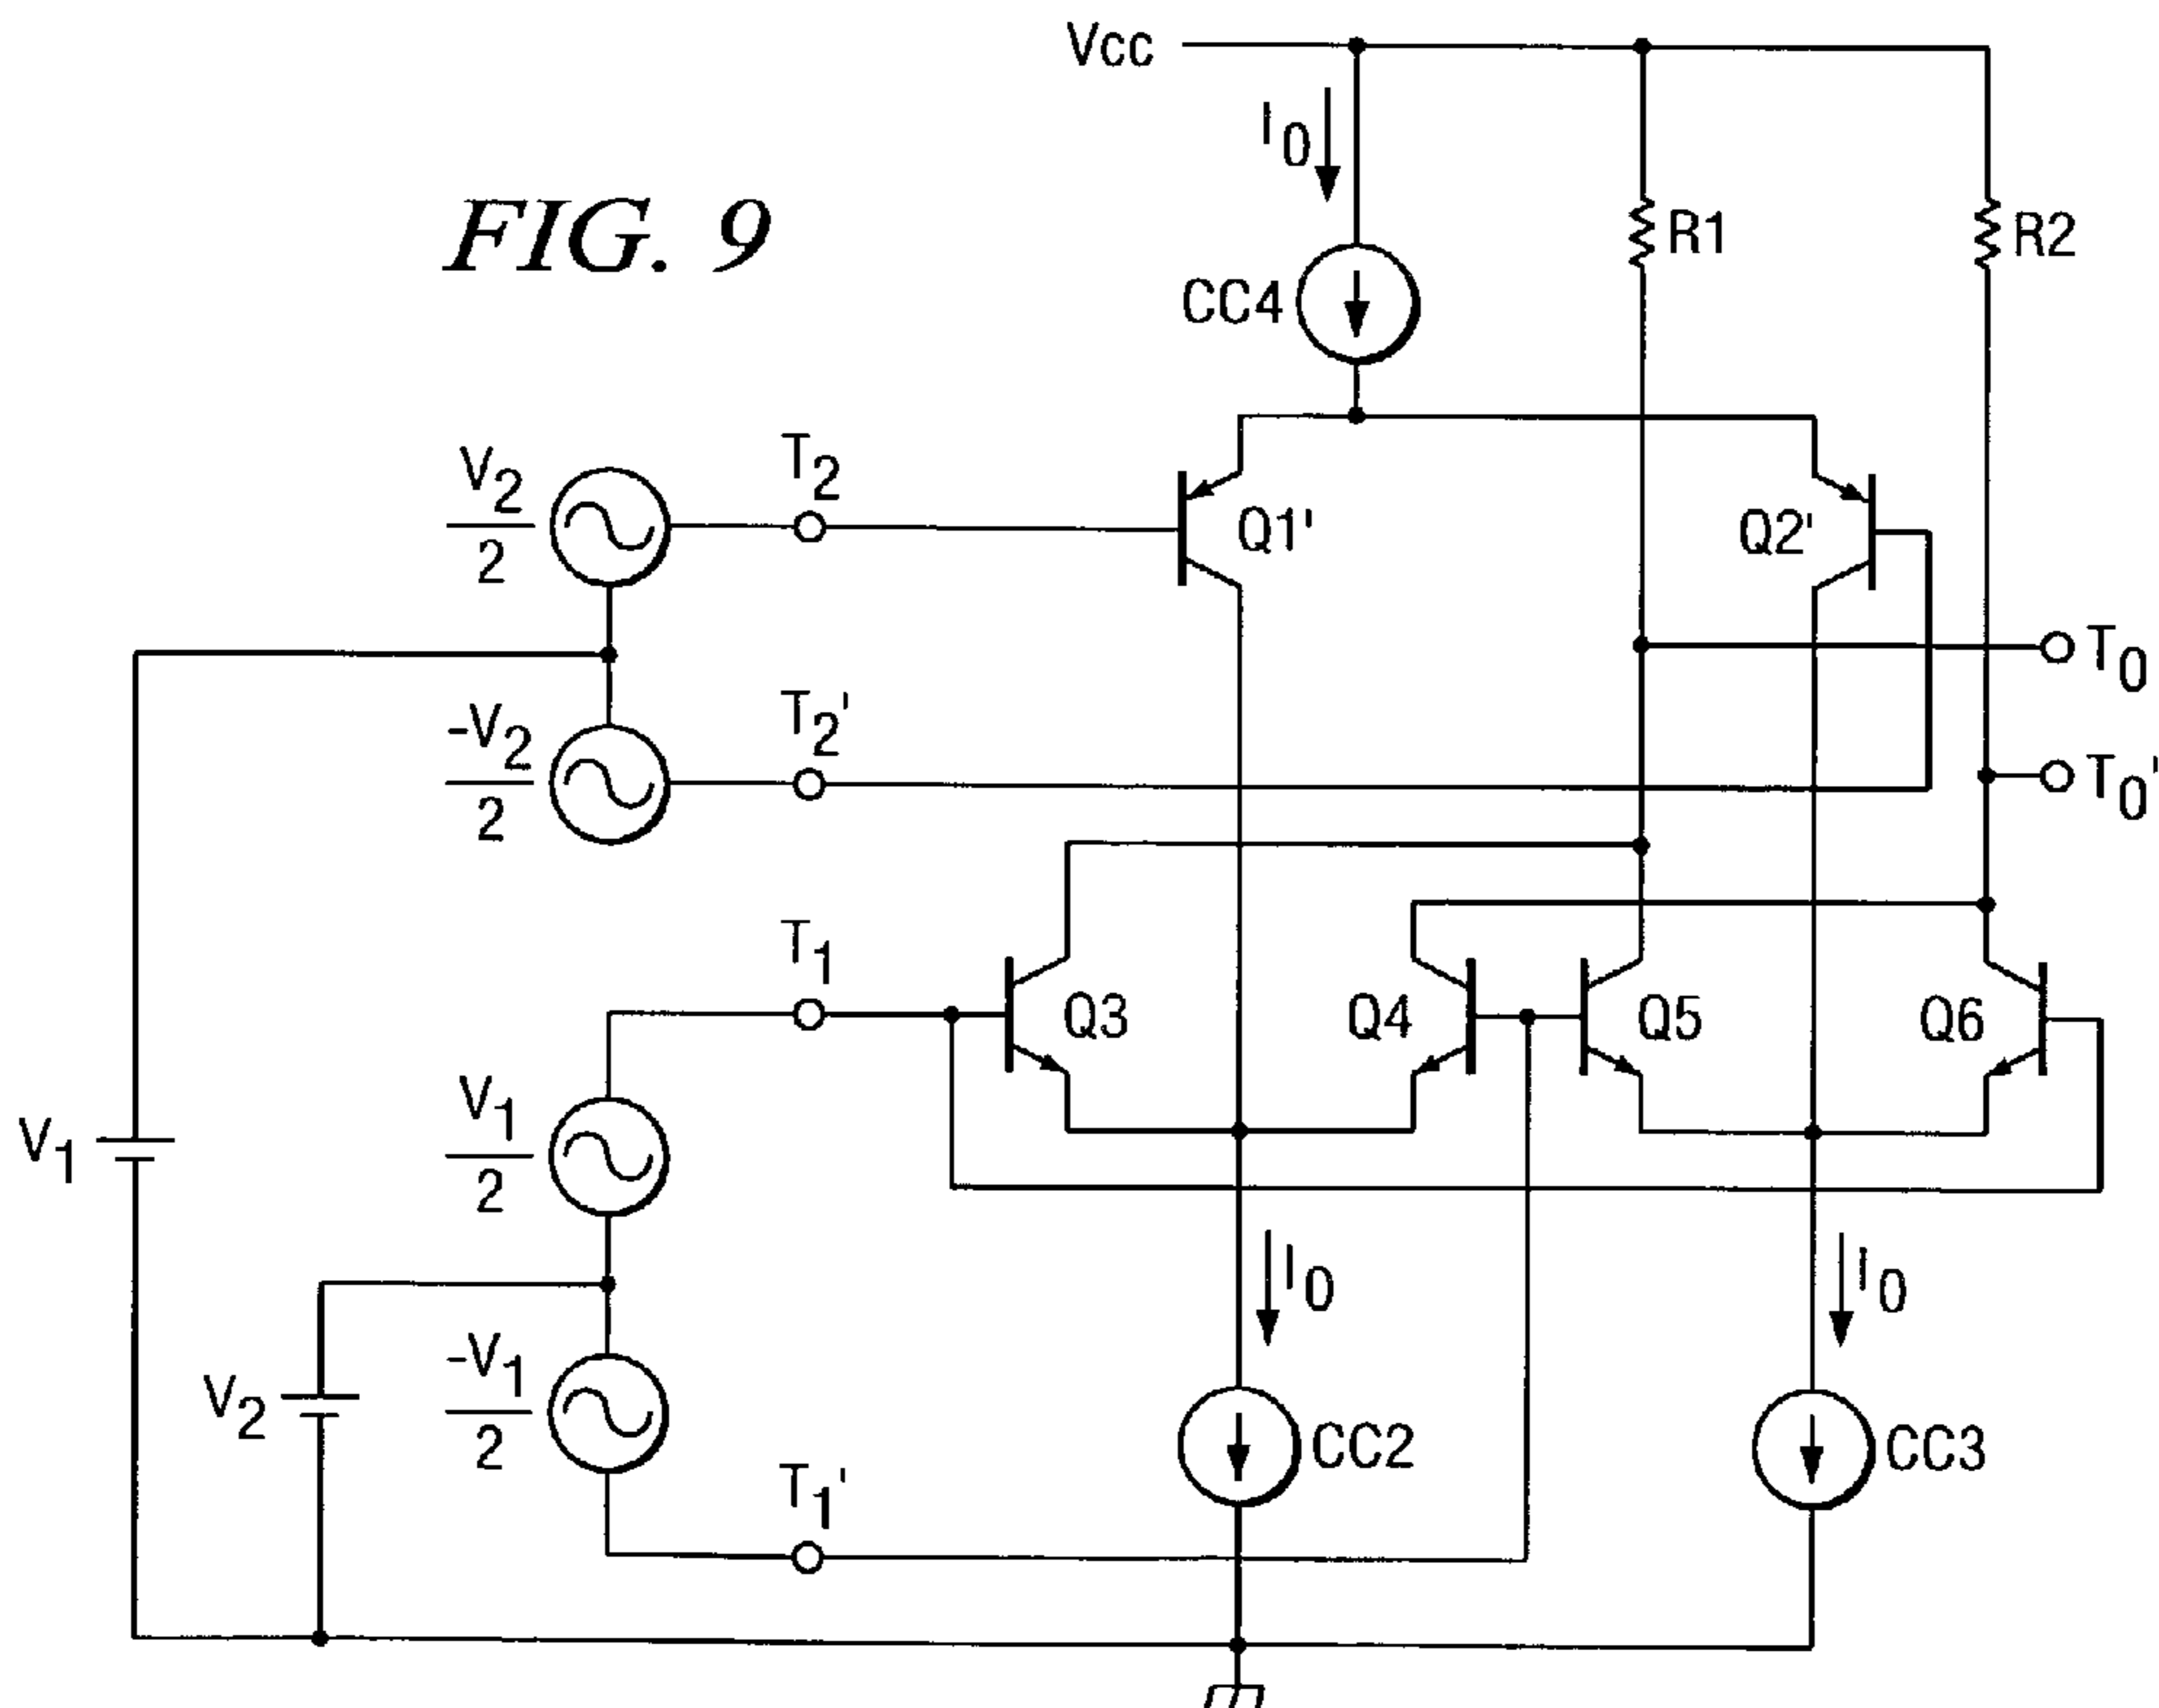 FIG. 9
Vcc
I0
R1
R2
CC4
V2
2
T2
Q1'
Q2'
T0
-V2
2
T2'
T0'
T1
Q3
Q4
Q5
Q6
V1
V1
2
I0
I0
V2
-V1
2
CC2
CC3
T1'